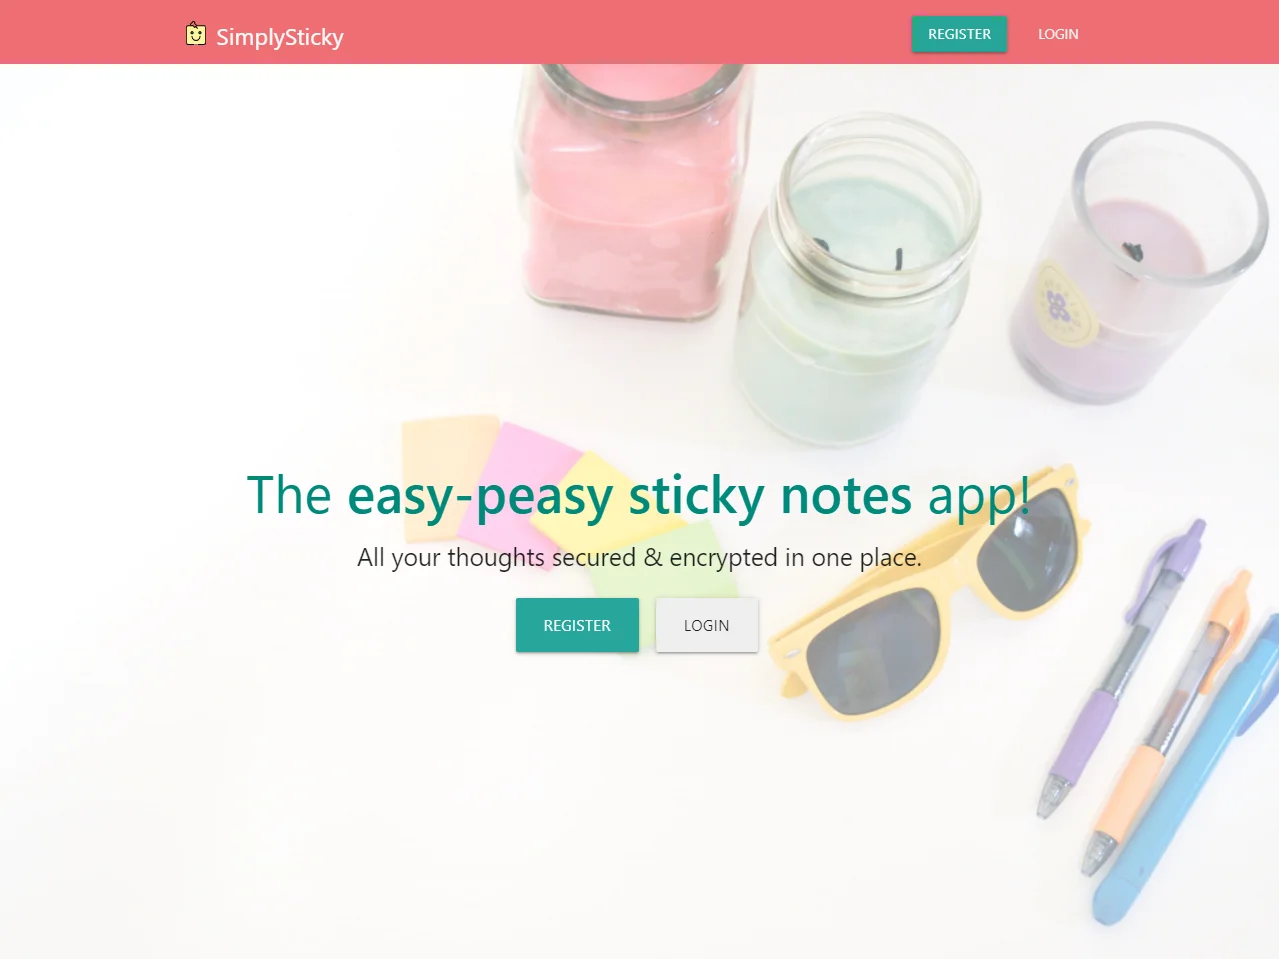 SimplySticky
REGISTER
LOGIN
The easy-peasy sticky notes app!
All your thoughts secured & encrypted in one place.
REGISTER
LOGIN